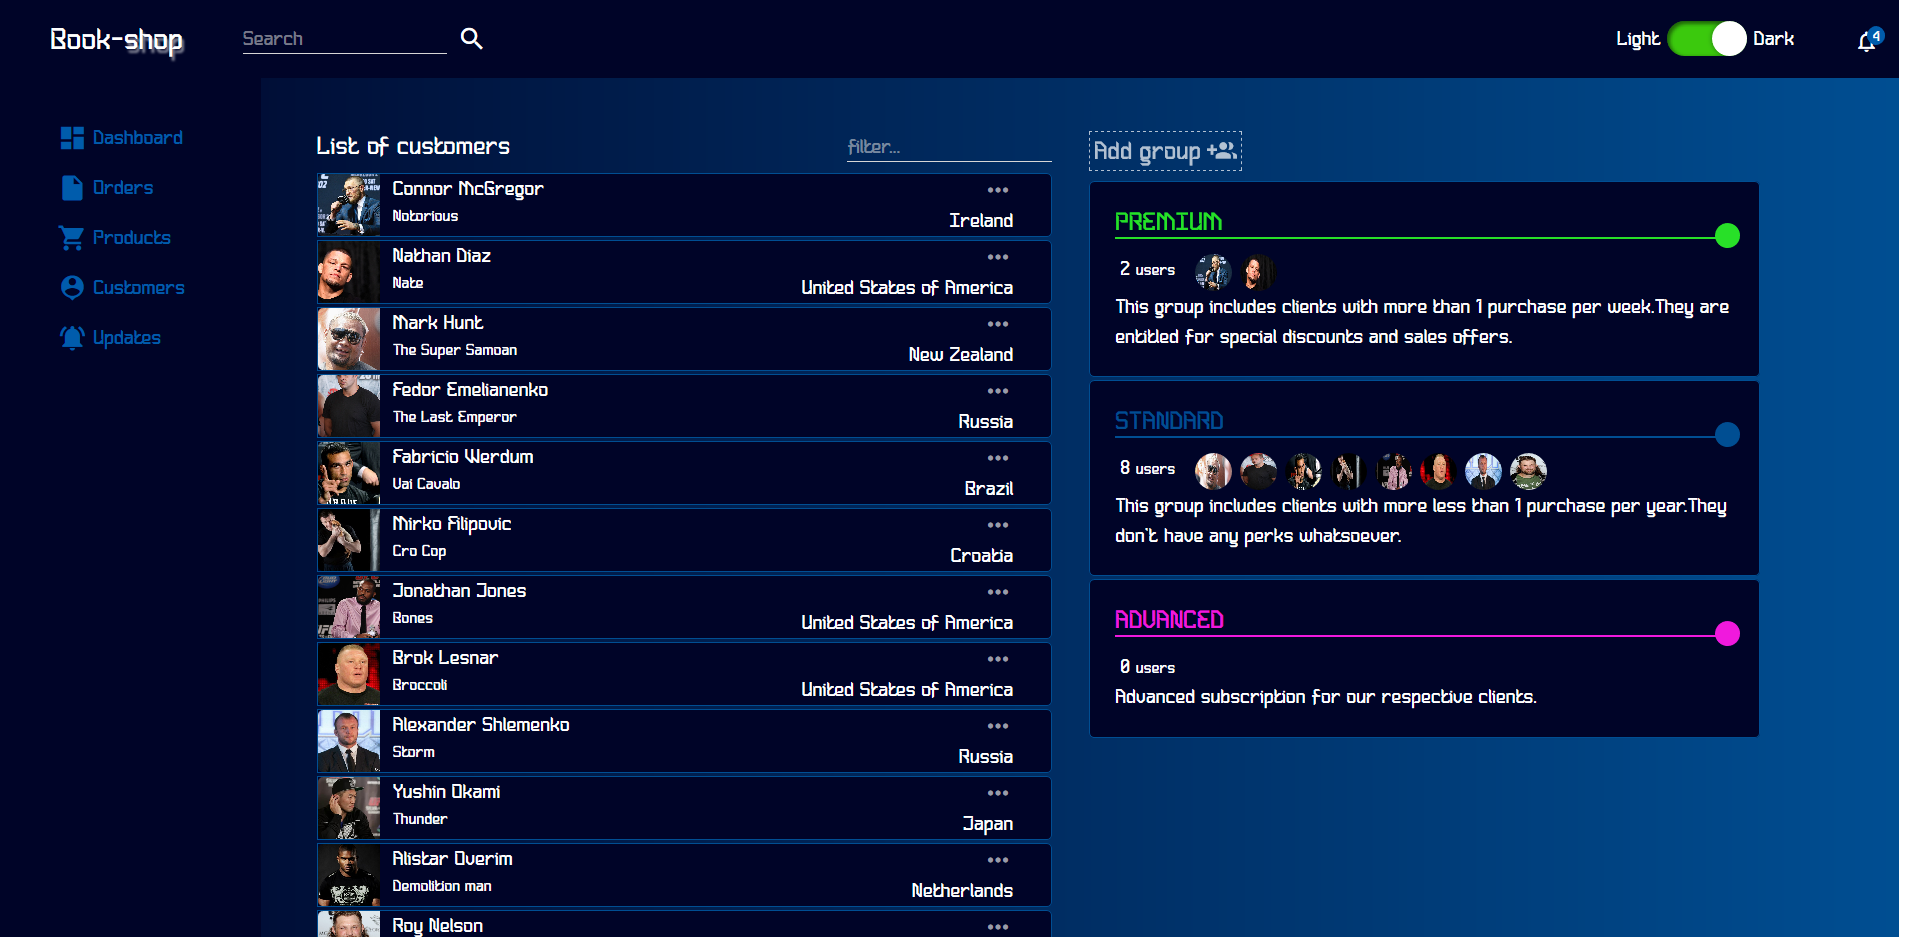 Book-shop
Search
Light
Dark
4
Dashboard
Orders
Products
Customers
Updates
List of customers
filter...
Connor McGregor
Notorious
Ireland
Nathan Diaz
Nate
United States of America
Mark Hunt
The Super Samoan
New Zealand
Fedor Emelianenko
The Last Emperor
Russia
Fabricio Werdum
Vai Cavalo
Brazil
Mirko Filipovic
Cro Cop
Croatia
Jonathan Jones
Bones
United States of America
Brok Lesnar
Broccoli
United States of America
Alexander Shlemenko
Storm
Russia
Yushin Okami
Thunder
Japan
Alistar Overim
Demolition man
Netherlands
Roy Nelson
Add group
PREMIUM
2 users
This group includes clients with more than 1 purchase per week.They are
entitled for special discounts and sales offers.
STANDARD
8 users
This group includes clients with more less than 1 purchase per year.They
don't have any perks whatsoever.
ADVANCED
0 users
Advanced subscription for our respective clients.